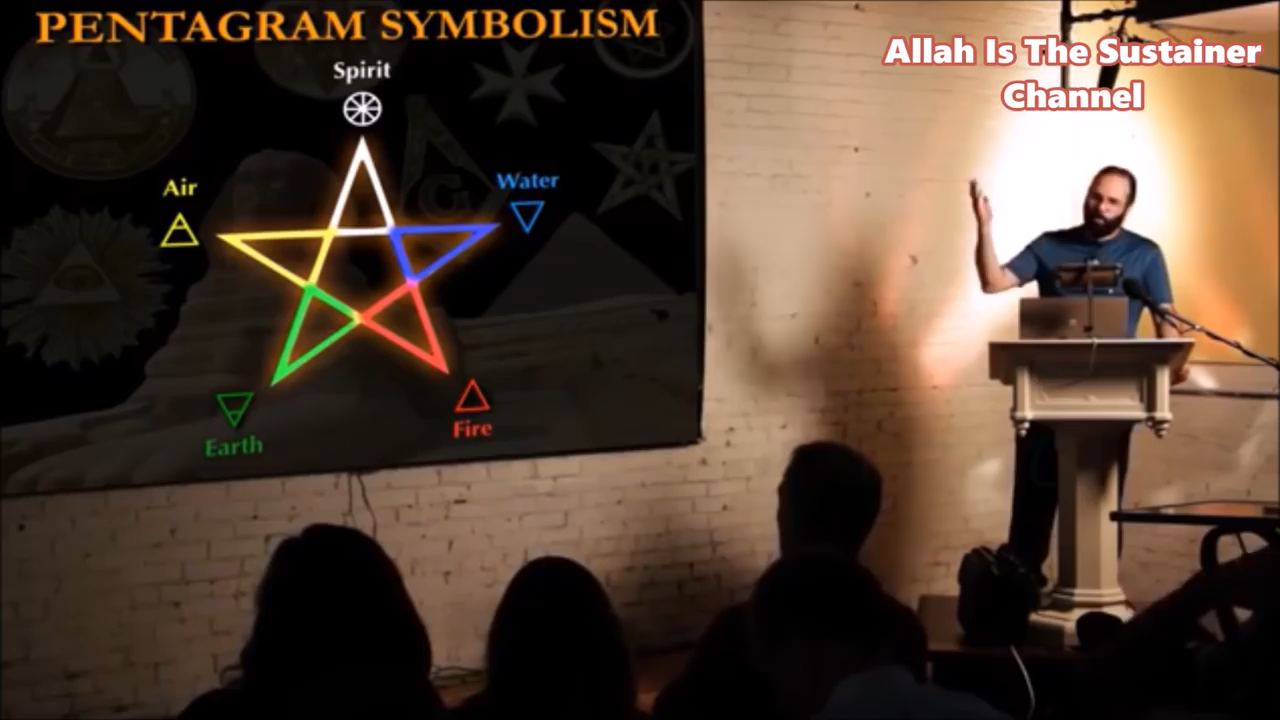 PENTAGRAM SYMBOLISM
Allah Is The Sustainer
Channel
Spirit
Air
Water
Earth
Fire
G